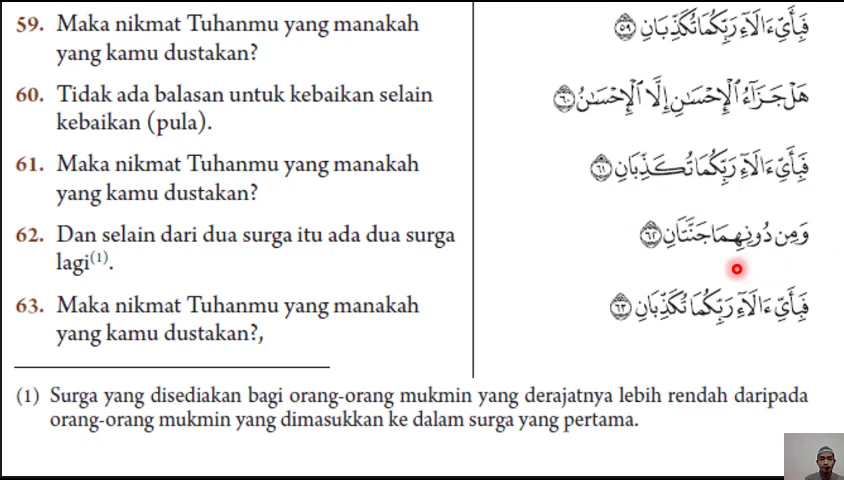 59. Maka nikmat Tuhanmu yang manakah
yang kamu dustakan?
فَبِأَيِّ ءَالَآءِ رَبِّكُمَا تُكَذِّبَانِ ٥٩
60. Tidak ada balasan untuk kebaikan selain
kebaikan (pula).
هَلْ جَزَآءُ ٱلْإِحْسَٰنِ إِلَّا ٱلْإِحْسَٰنُ ٦٠
61. Maka nikmat Tuhanmu yang manakah
yang kamu dustakan?
فَبِأَيِّ ءَالَآءِ رَبِّكُمَا تُكَذِّبَانِ ٦١
62. Dan selain dari dua surga itu ada dua surga
lagi(1).
وَمِن دُونِهِمَا جَنَّتَانِ ٦٢
63. Maka nikmat Tuhanmu yang manakah
yang kamu dustakan?,
فَبِأَيِّ ءَالَآءِ رَبِّكُمَا تُكَذِّبَانِ ٦٣
(1) Surga yang disediakan bagi orang-orang mukmin yang derajatnya lebih rendah daripada
orang-orang mukmin yang dimasukkan ke dalam surga yang pertama.